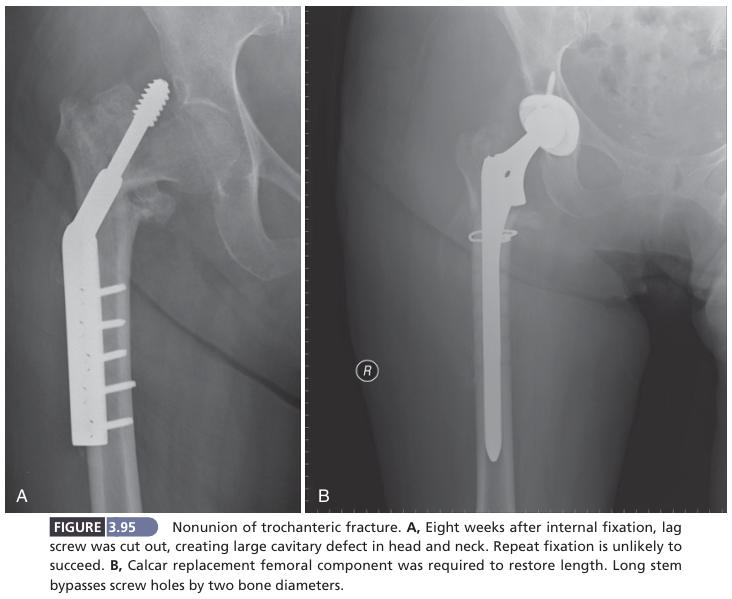 R
A
B
FIGURE 3.95 Nonunion of trochanteric fracture. A, Eight weeks after internal fixation, lag
screw was cut out, creating large cavitary defect in head and neck. Repeat fixation is unlikely to
succeed. B, Calcar replacement femoral component was required to restore length. Long stem
bypasses screw holes by two bone diameters.